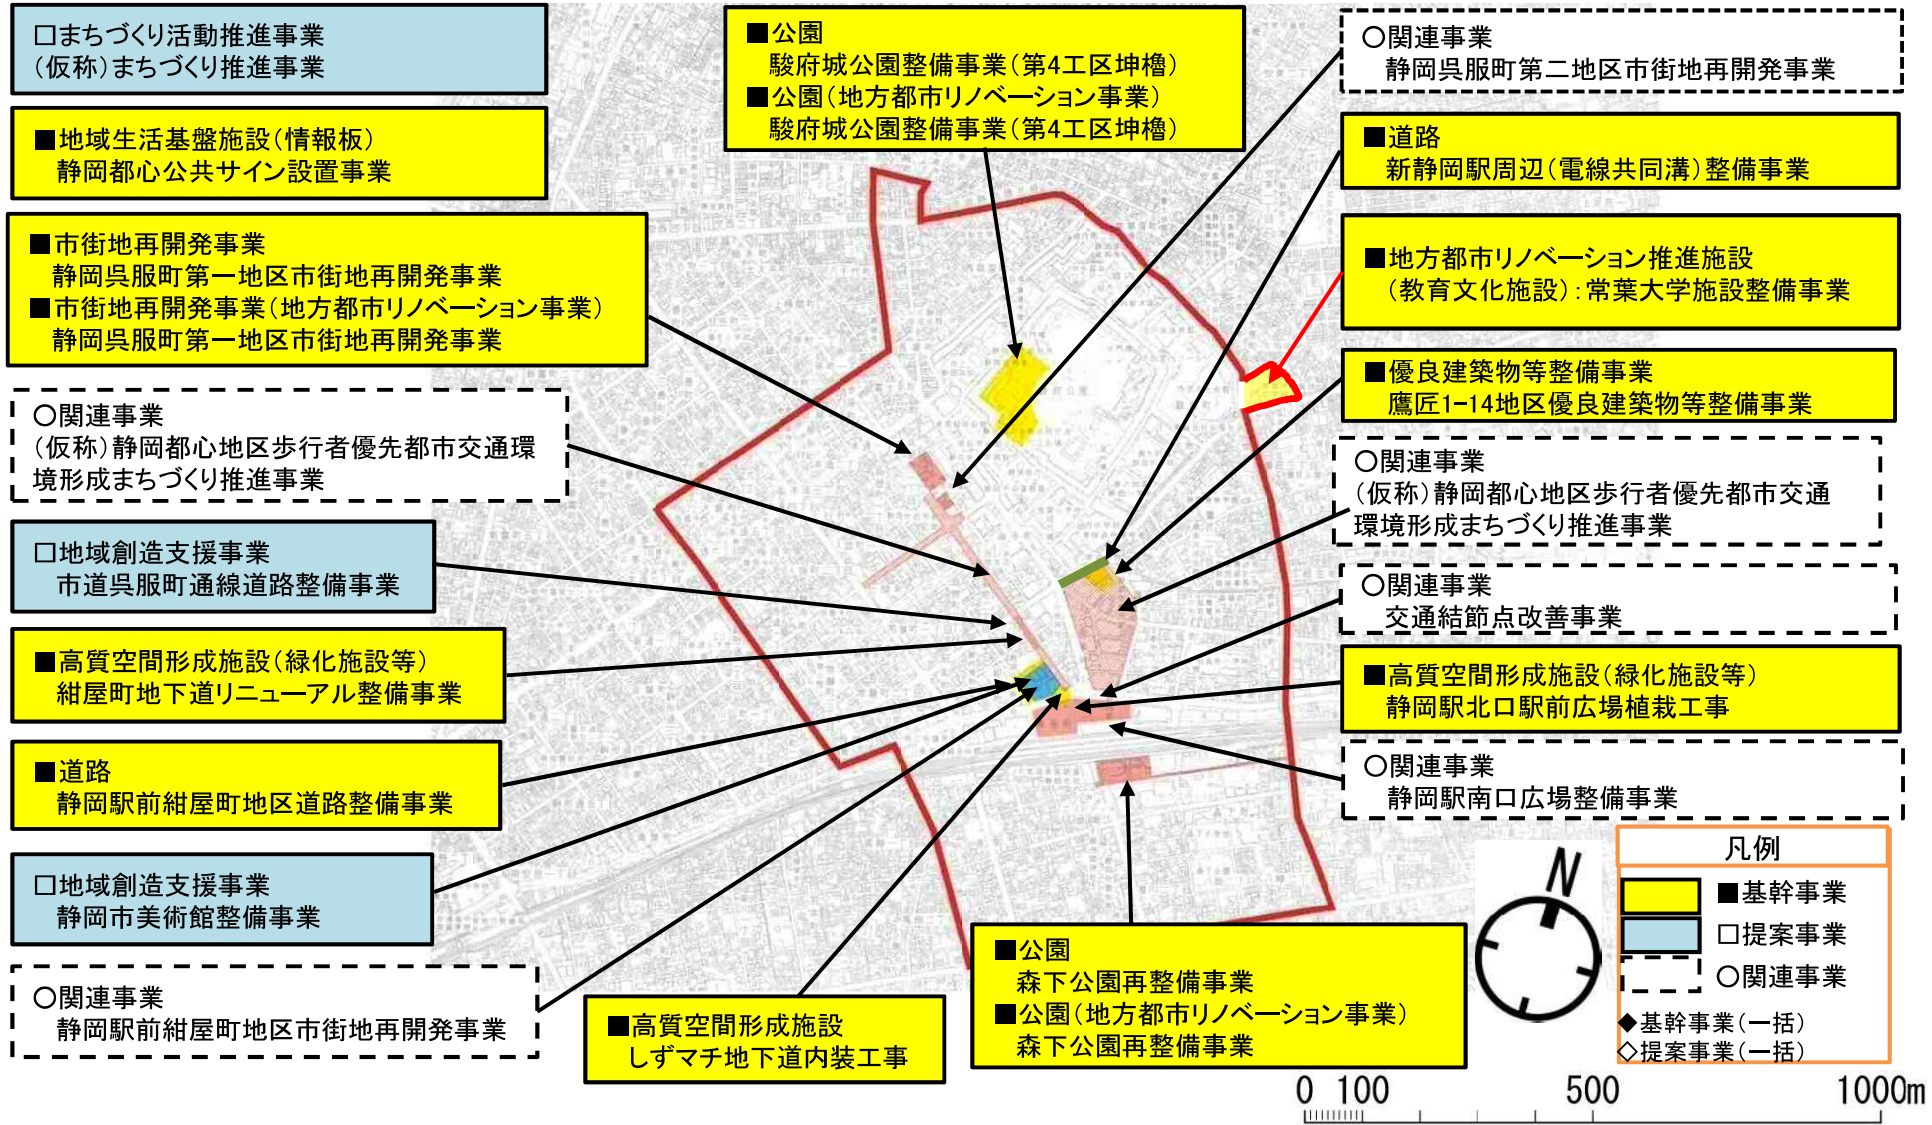 □まちづくり活動推進事業
(仮称)まちづくり推進事業
■地域生活基盤施設(情報板)
静岡都心公共サイン設置事業
■市街地再開発事業
静岡呉服町第一地区市街地再開発事業
■市街地再開発事業(地方都市リノベーション事業)
静岡呉服町第一地区市街地再開発事業
○関連事業
(仮称)静岡都心地区歩行者優先都市交通環
境形成まちづくり推進事業
□地域創造支援事業
市道呉服町通線道路整備事業
■高質空間形成施設(緑化施設等)
紺屋町地下道リニューアル整備事業
■道路
静岡駅前紺屋町地区道路整備事業
□地域創造支援事業
静岡市美術館整備事業
○関連事業
静岡駅前紺屋町地区市街地再開発事業
■公園
駿府城公園整備事業(第4工区坤櫓)
■公園(地方都市リノベーション事業)
駿府城公園整備事業(第4工区坤櫓)
■高質空間形成施設
しずマチ地下道内装工事
■公園
森下公園再整備事業
■公園(地方都市リノベーション事業)
森下公園再整備事業
○関連事業
静岡呉服町第二地区市街地再開発事業
■道路
新静岡駅周辺(電線共同溝)整備事業
■地方都市リノベーション推進施設
(教育文化施設):常葉大学施設整備事業
■優良建築物等整備事業
鷹匠1-14地区優良建築物等整備事業
○関連事業
(仮称)静岡都心地区歩行者優先都市交通
環境形成まちづくり推進事業
○関連事業
交通結節点改善事業
■高質空間形成施設(緑化施設等)
静岡駅北口駅前広場植栽工事
○関連事業
静岡駅南口広場整備事業
凡例
■基幹事業
□提案事業
○関連事業
◆基幹事業(一括)
◇提案事業(一括)
N
0 100 500 1000m